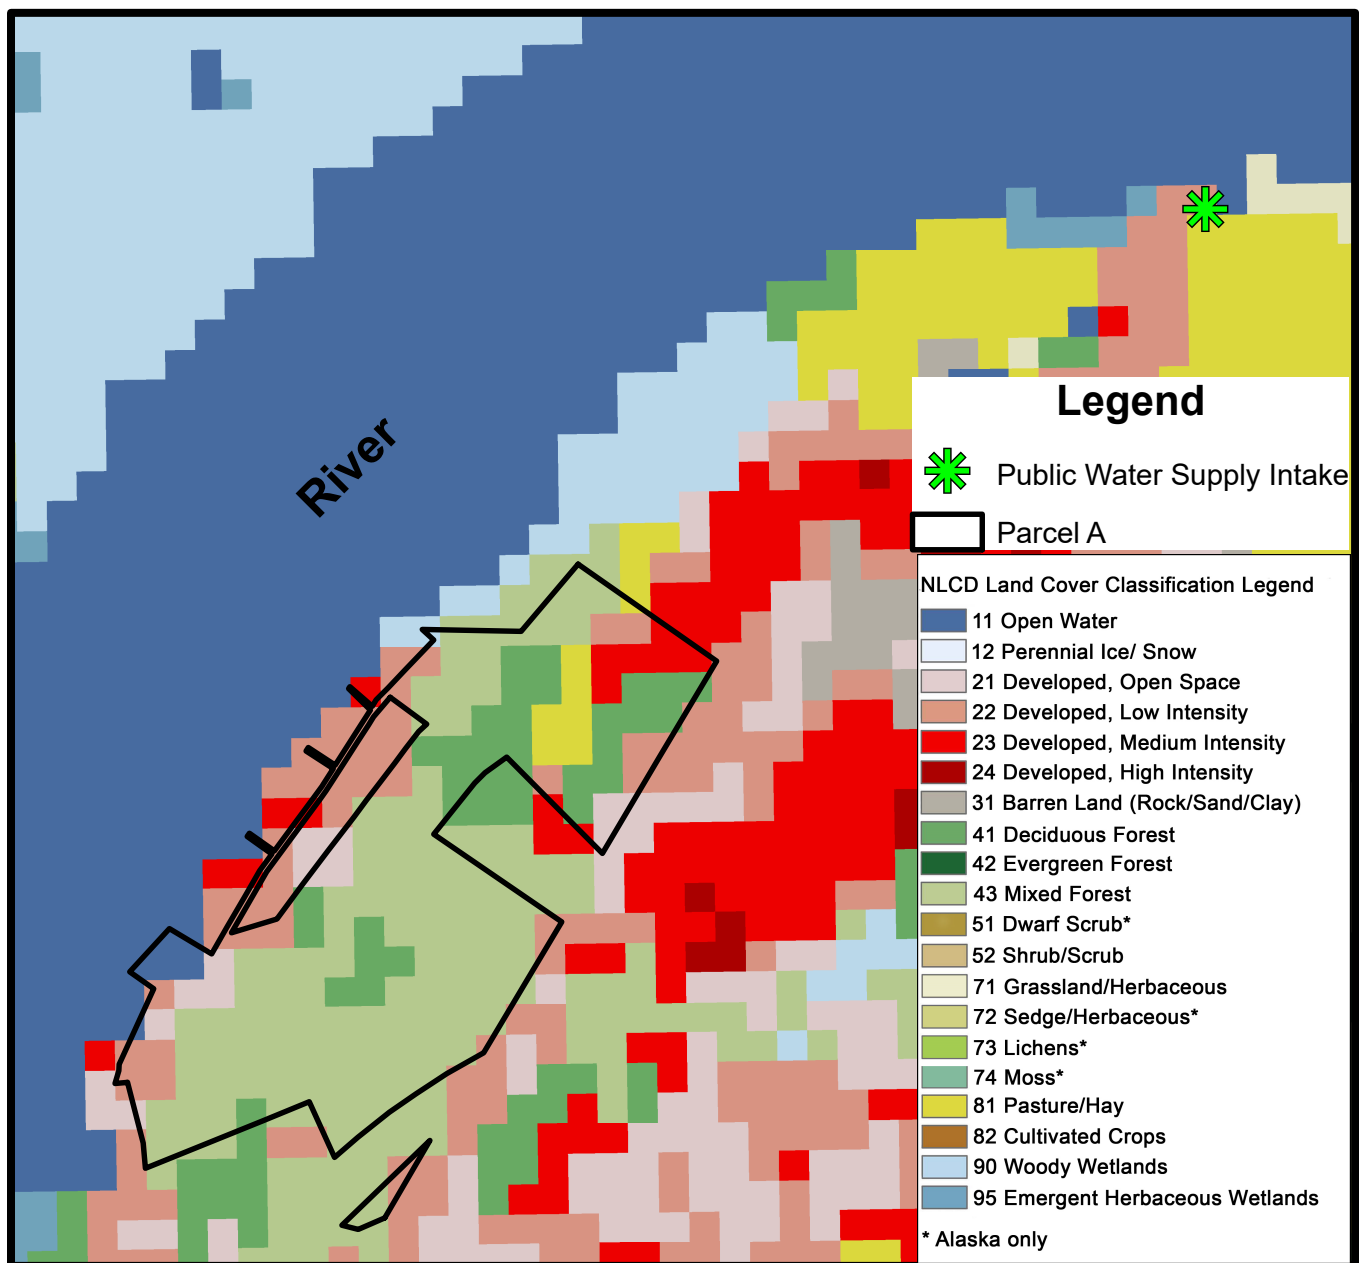 River
Legend
Public Water Supply Intake
Parcel A
NLCD Land Cover Classification Legend
11 Open Water
12 Perennial Ice/ Snow
21 Developed, Open Space
22 Developed, Low Intensity
23 Developed, Medium Intensity
24 Developed, High Intensity
31 Barren Land (Rock/Sand/Clay)
41 Deciduous Forest
42 Evergreen Forest
43 Mixed Forest
51 Dwarf Scrub*
52 Shrub/Scrub
71 Grassland/Herbaceous
72 Sedge/Herbaceous*
73 Lichens*
74 Moss*
81 Pasture/Hay
82 Cultivated Crops
90 Woody Wetlands
95 Emergent Herbaceous Wetlands
* Alaska only